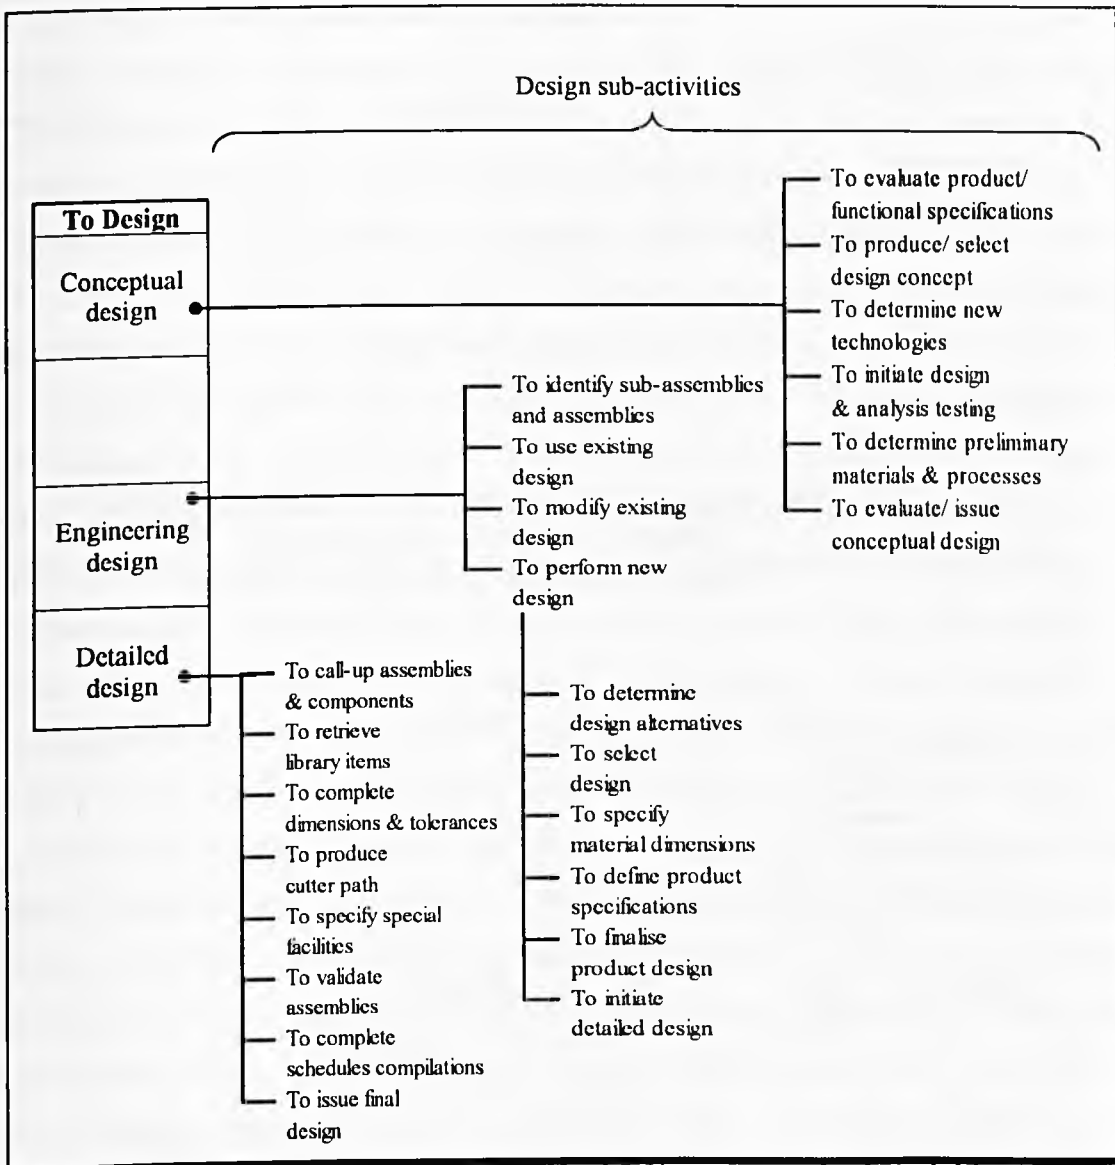 Design sub-activities
To Design
Conceptual
design
Engineering
design
Detailed
design
To evaluate product/
functional specifications
To produce/ select
design concept
To determine new
technologies
To initiate design
& analysis testing
To determine preliminary
materials & processes
To evaluate/ issue
conceptual design
To identify sub-assemblies
and assemblies
To use existing
design
To modify existing
design
To perform new
design
To determine
design alternatives
To select
design
To specify
material dimensions
To define product
specifications
To finalise
product design
To initiate
detailed design
To call-up assemblies
& components
To retrieve
library items
To complete
dimensions & tolerances
To produce
cutter path
To specify special
facilities
To validate
assemblies
To complete
schedules compilations
To issue final
design